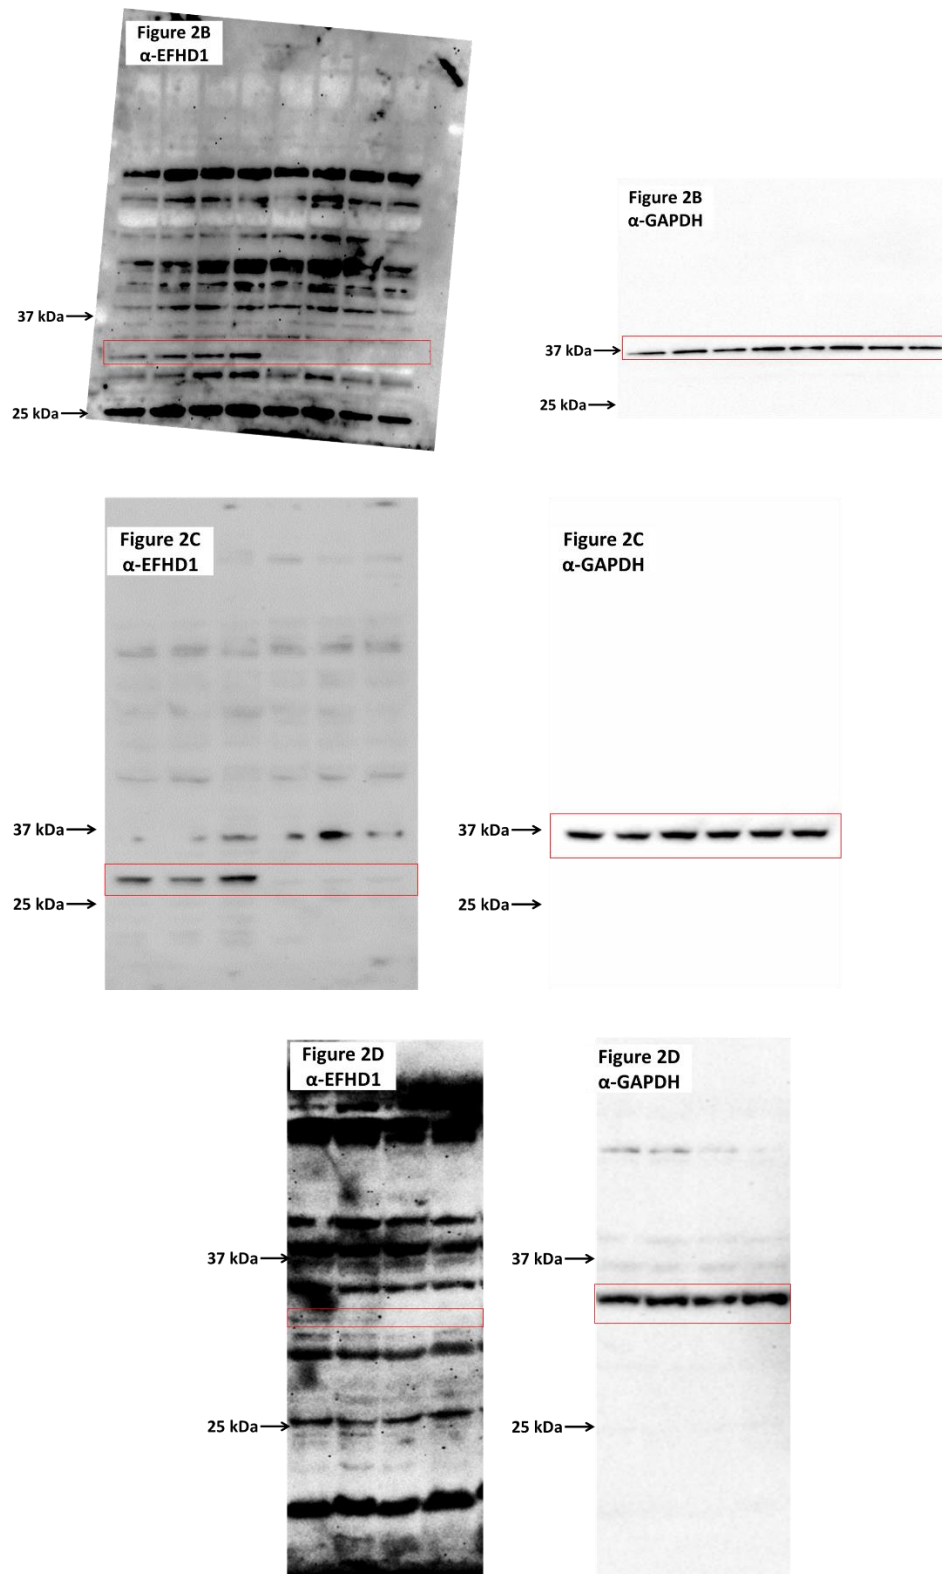 Figure 2B
α-EFHD1
37 kDa
25 kDa
Figure 2B
α-GAPDH
37 kDa
25 kDa
Figure 2C
α-EFHD1
37 kDa
25 kDa
Figure 2C
α-GAPDH
37 kDa
25 kDa
Figure 2D
α-EFHD1
37 kDa
25 kDa
Figure 2D
α-GAPDH
37 kDa
25 kDa